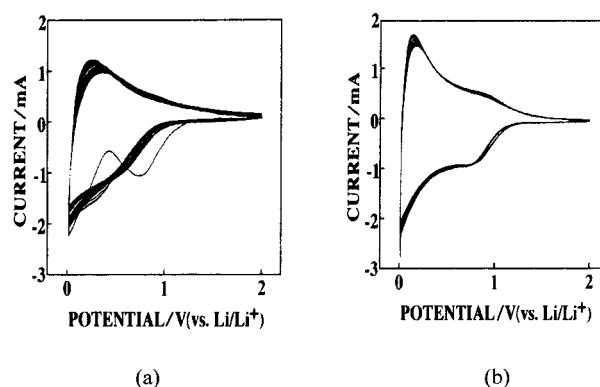 2
1
0
-1
-2
-3
CURRENT/mA
0 1 2
POTENTIAL/V(vs. Li/Li⁺)
(a)
2
1
0
-1
-2
-3
CURRENT/mA
0 1 2
POTENTIAL/V(vs. Li/Li⁺)
(b)